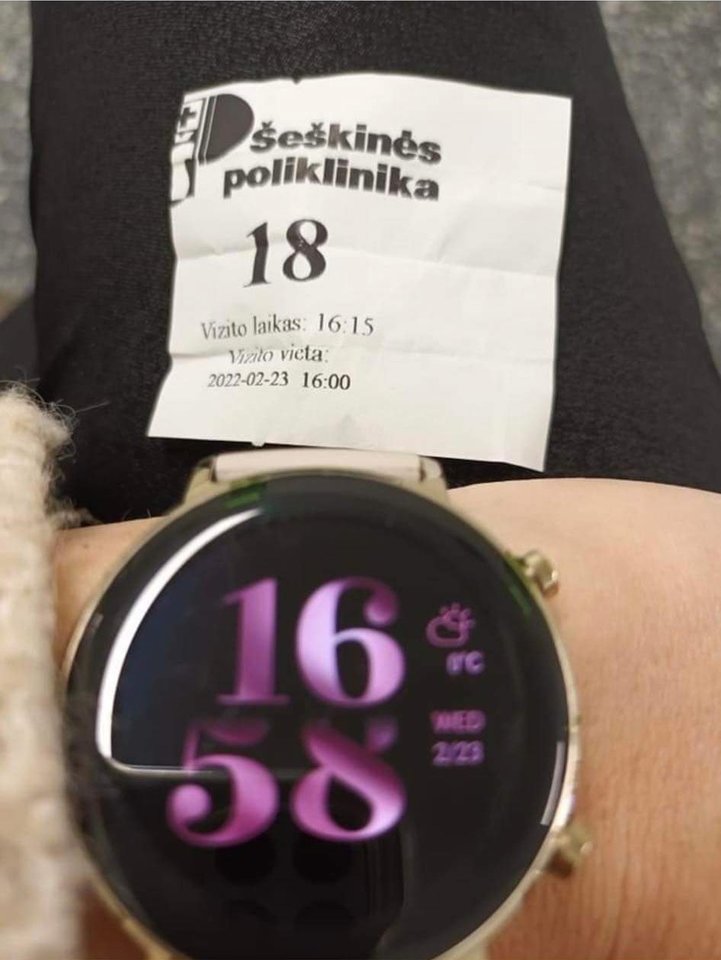 šeškinės
poliklinika
18
Vizito laikas: 16:15
Vizito vieta:
2022-02-23 16:00
16
58
0°C
WED
2/23